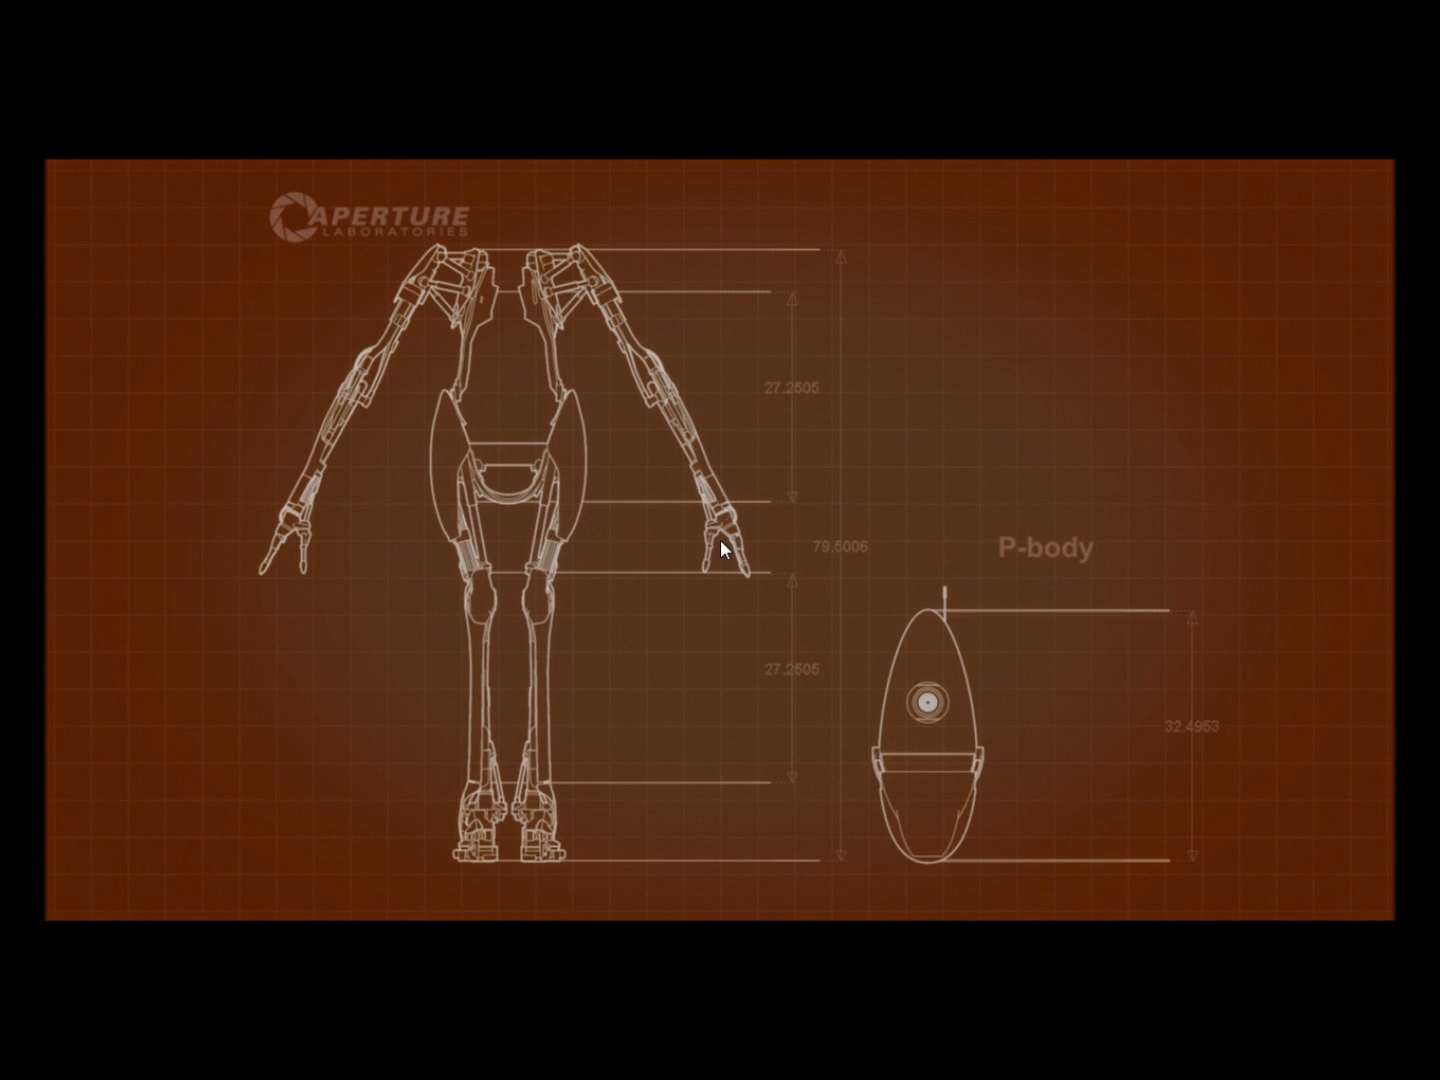 APERTURE
LABORATORIES
27.2505
79.5006
P-body
27.2505
32.4953